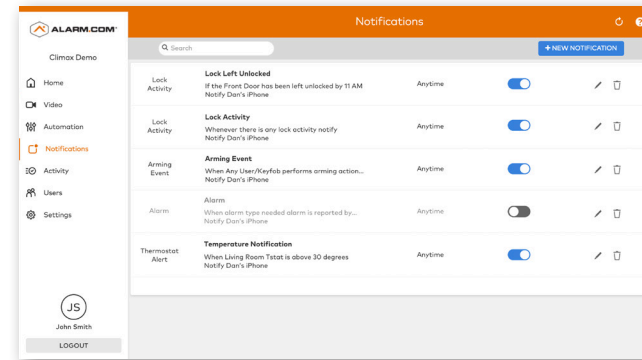 ALARM.COM
Notifications
Climax Demo
Search
+ NEW NOTIFICATION
Home
Video
Automation
Notifications
Activity
Users
Settings
Lock Activity
Lock Left Unlocked
If the Front Door has been left unlocked by 11 AM
Notify Dan's iPhone
Anytime
Lock Activity
Lock Activity
Whenever there is any lock activity notify
Notify Dan's iPhone
Anytime
Arming Event
Arming Event
When Any User/Keyfob performs arming action...
Notify Dan's iPhone
Anytime
Alarm
Alarm
When alarm type needed alarm is reported by...
Notify Dan's iPhone
Anytime
Thermostat Alert
Temperature Notification
When Living Room Tstat is above 30 degrees
Notify Dan's iPhone
Anytime
JS
John Smith
LOGOUT